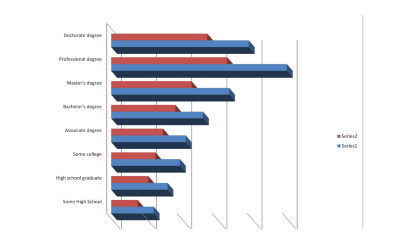 Doctorate degree
Professional degree
Master's degree
Bachelor's degree
Associate degree
Some college
High school graduate
Some High School
Series2
Series1